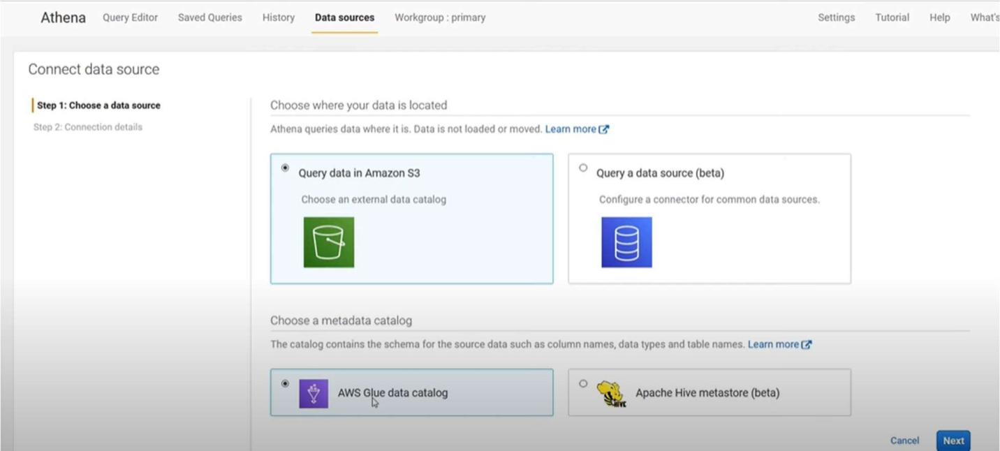 Athena Query Editor Saved Queries History Data sources Workgroup : primary Settings Tutorial Help What's
Connect data source
Step 1: Choose a data source
Step 2: Connection details
Choose where your data is located
Athena queries data where it is. Data is not loaded or moved. Learn more
Query data in Amazon S3
Choose an external data catalog
Query a data source (beta)
Configure a connector for common data sources.
Choose a metadata catalog
The catalog contains the schema for the source data such as column names, data types and table names. Learn more
AWS Glue data catalog
HIVE
Apache Hive metastore (beta)
Cancel Next